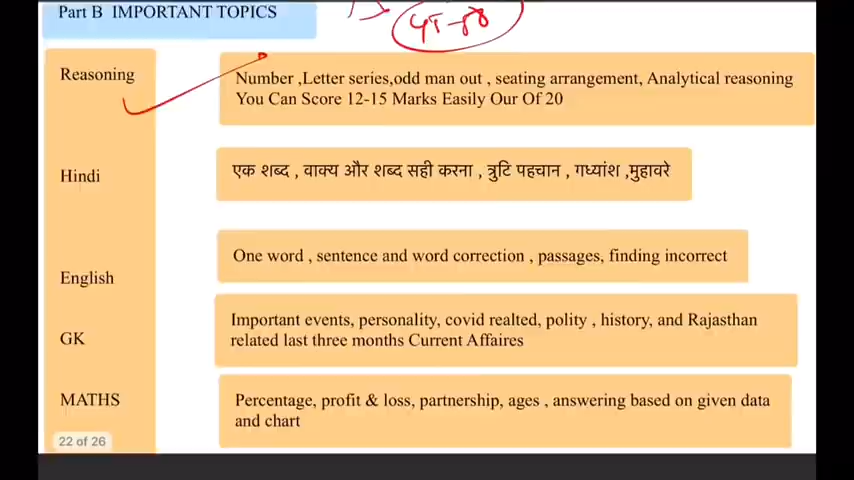 Part B IMPORTANT TOPICS
Reasoning
Number ,Letter series,odd man out , seating arrangement, Analytical reasoning
You Can Score 12-15 Marks Easily Our Of 20
Hindi
एक शब्द , वाक्य और शब्द सही करना , त्रुटि पहचान , गध्यांश ,मुहावरे
English
One word , sentence and word correction , passages, finding incorrect
GK
Important events, personality, covid realted, polity , history, and Rajasthan
related last three months Current Affaires
MATHS
Percentage, profit & loss, partnership, ages , answering based on given data
and chart
22 of 26